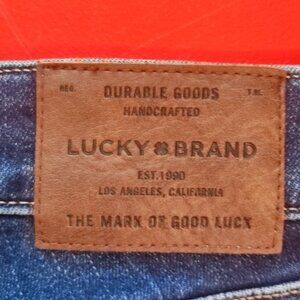 REG. DURABLE GOODS T.M.
HANDCRAFTED
LUCKY BRAND
EST.1990
LOS ANGELES, CALIFORNIA
THE MARK OF GOOD LUCK